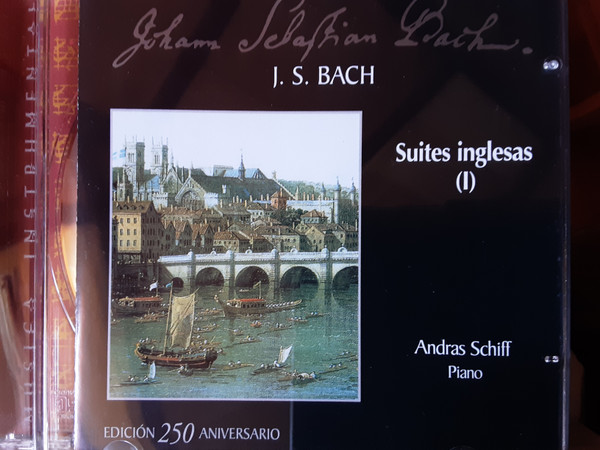 Johann Sebastian Bach.
J. S. BACH
Suites inglesas
(I)
Andras Schiff
Piano
EDICIÓN 250 ANIVERSARIO
MUSICA INSTRUMENTAL